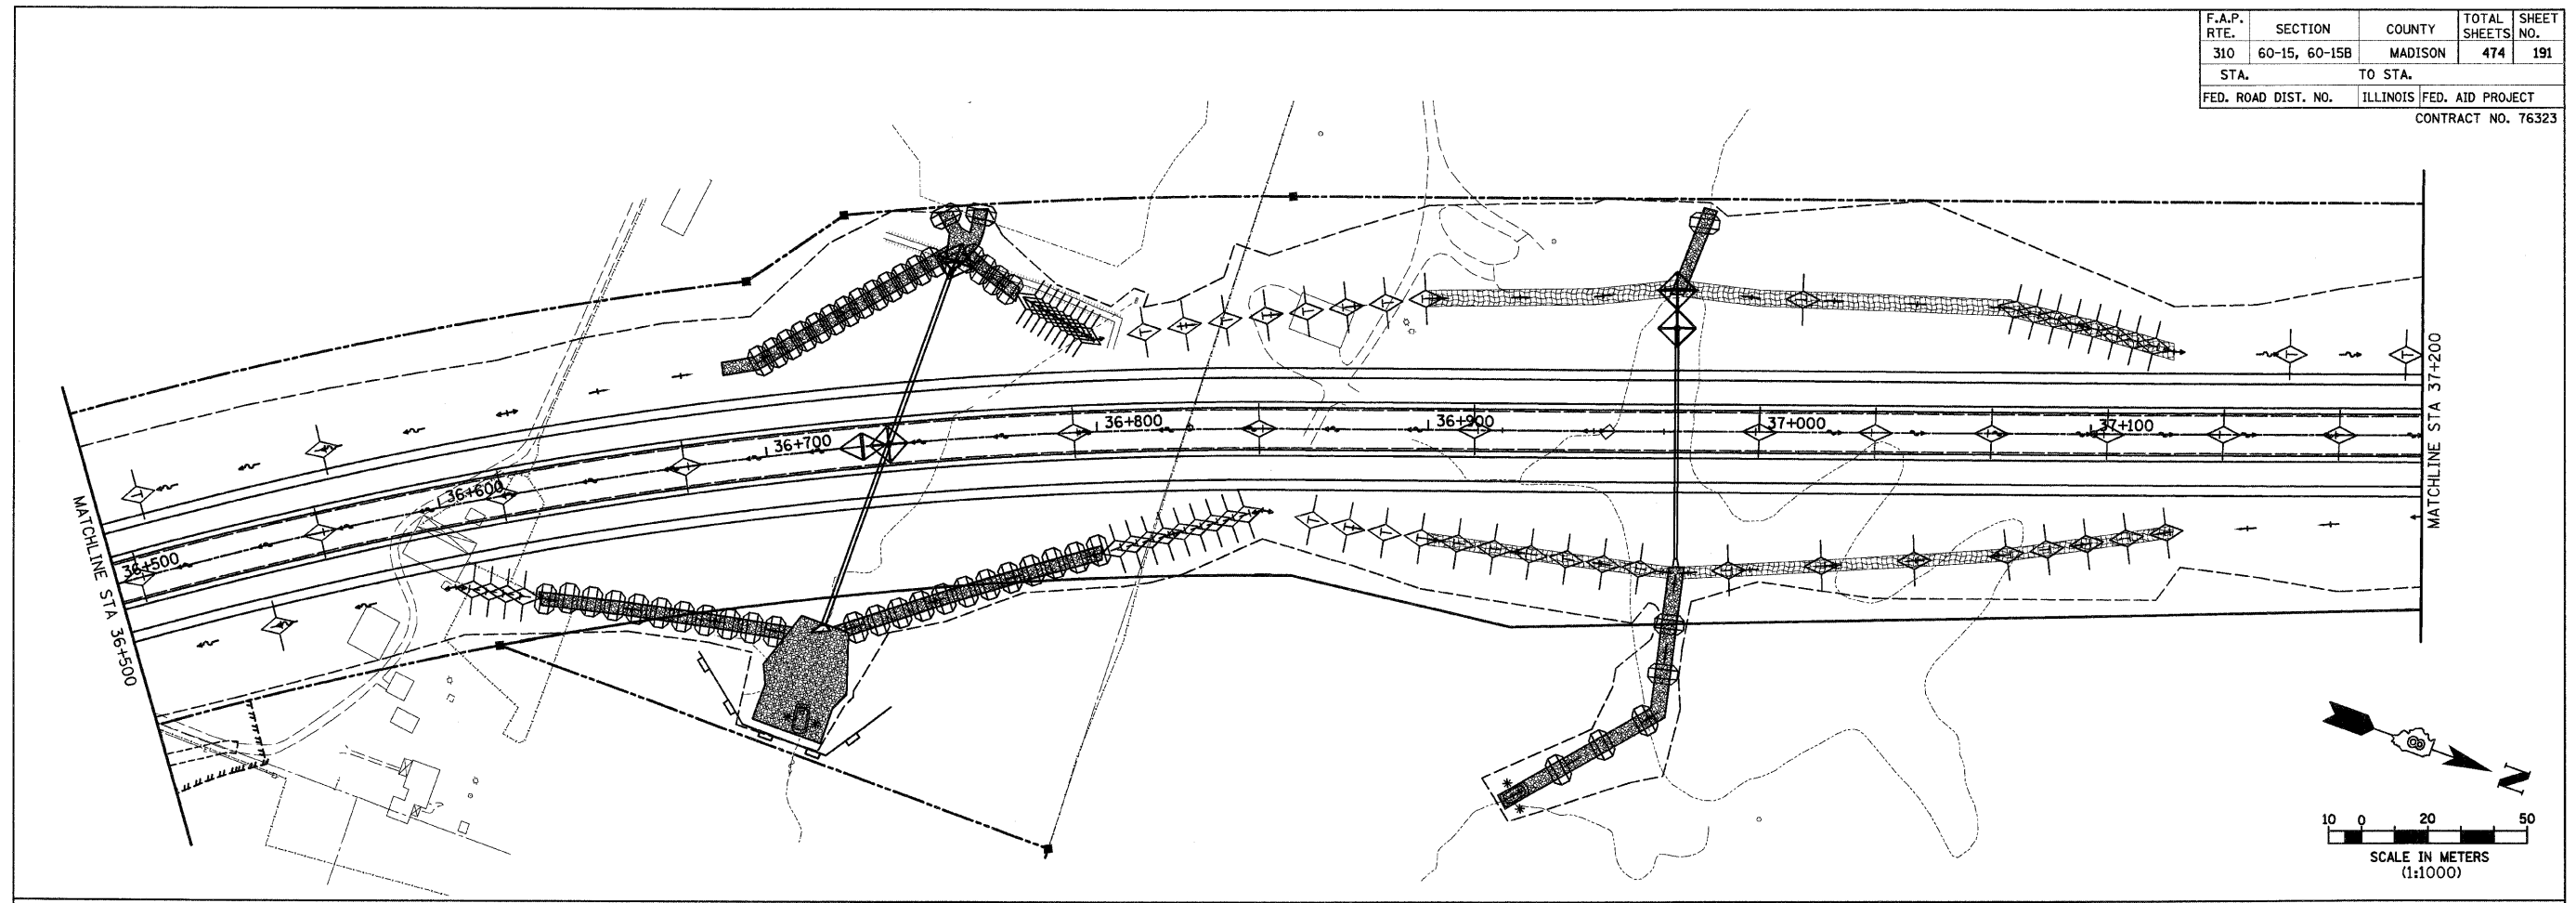 F.A.P. RTE. SECTION COUNTY TOTAL SHEETS SHEET NO.
310 60-15, 60-15B MADISON 474 191
STA. TO STA.
FED. ROAD DIST. NO. ILLINOIS FED. AID PROJECT
CONTRACT NO. 76323
MATCHLINE STA 36+500
36+500
36+600
36+700
36+800
36+900
37+000
37+100
MATCHLINE STA 37+200
N
10 0 20 50
SCALE IN METERS
(1:1000)